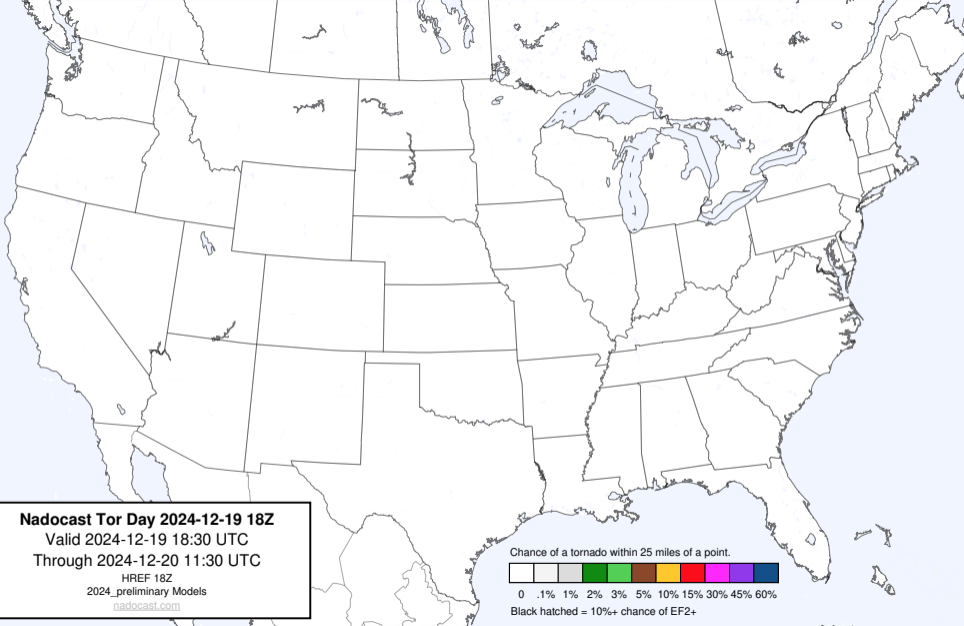 Nadocast Tor Day 2024-12-19 18Z
Valid 2024-12-19 18:30 UTC
Through 2024-12-20 11:30 UTC
HREF 18Z
2024_preliminary Models
nadocast.com
Chance of a tornado within 25 miles of a point.
0 .1% 1% 2% 3% 5% 10% 15% 30% 45% 60%
Black hatched = 10%+ chance of EF2+